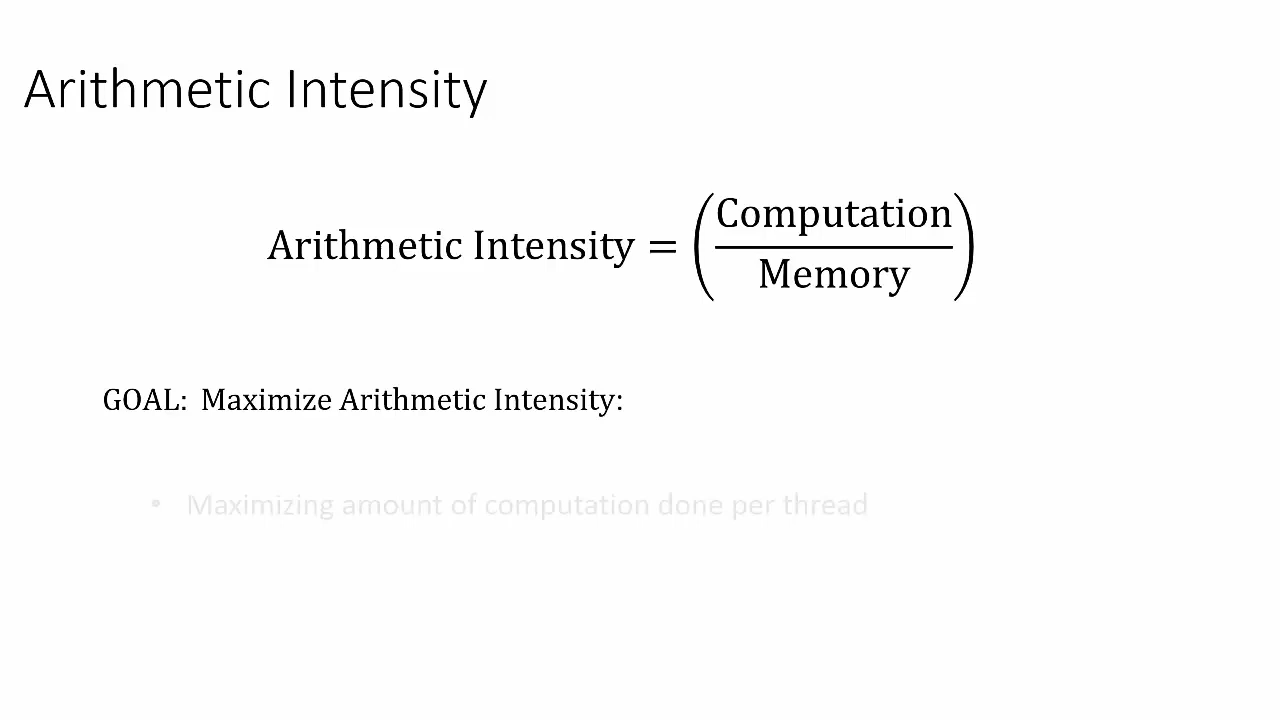 Arithmetic Intensity
Arithmetic Intensity = (Computation / Memory)
GOAL: Maximize Arithmetic Intensity:
• Maximizing amount of computation done per thread